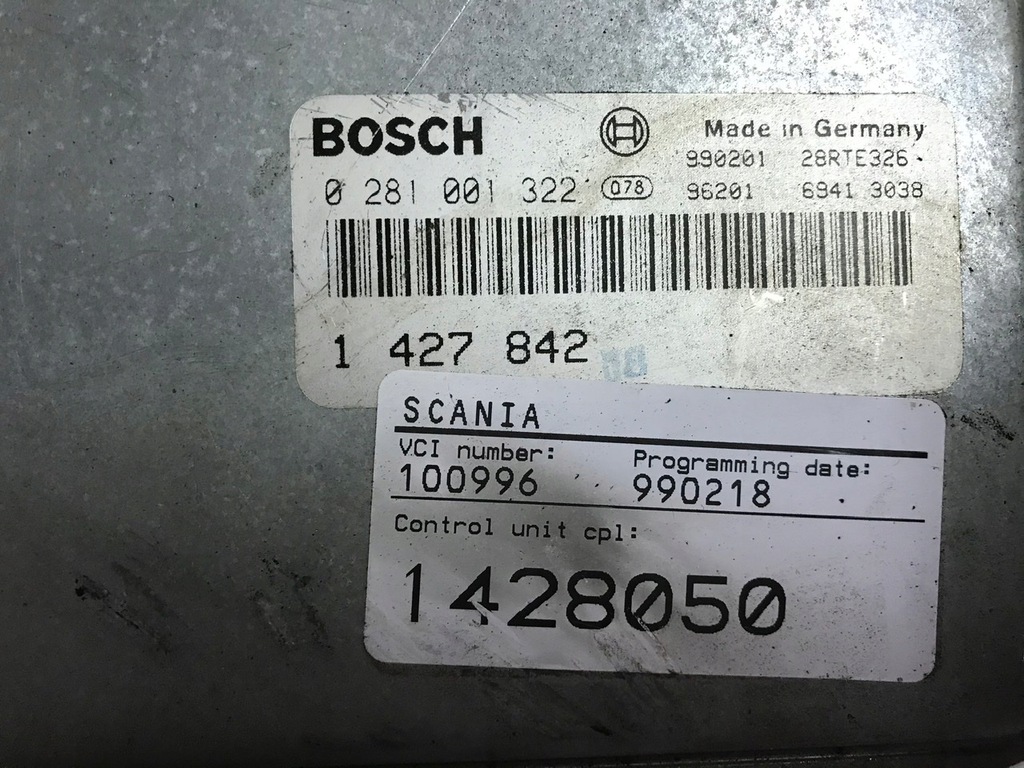 BOSCH
Made in Germany
990201 28RTE326
0 281 001 322 078 96201 6941 3038
1 427 842
SCANIA
VCI number: Programming date:
100996 990218
Control unit cpl:
1428050